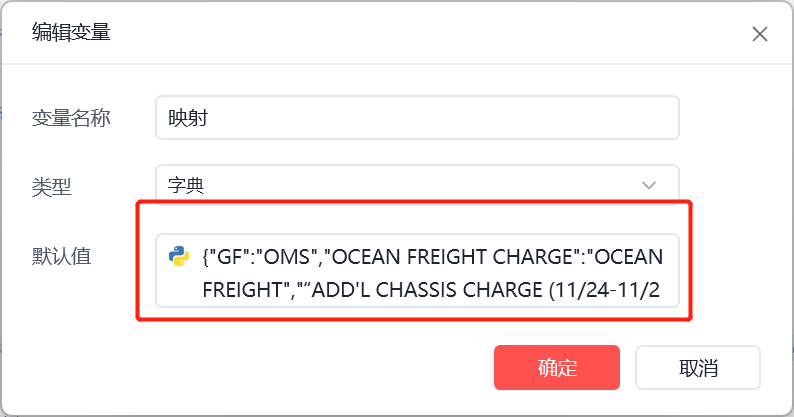 编辑变量
变量名称
映射
类型
字典
默认值
{"GF":"OMS","OCEAN FREIGHT CHARGE":"OCEAN
FREIGHT","“ADD'L CHASSIS CHARGE (11/24-11/2
确定
取消